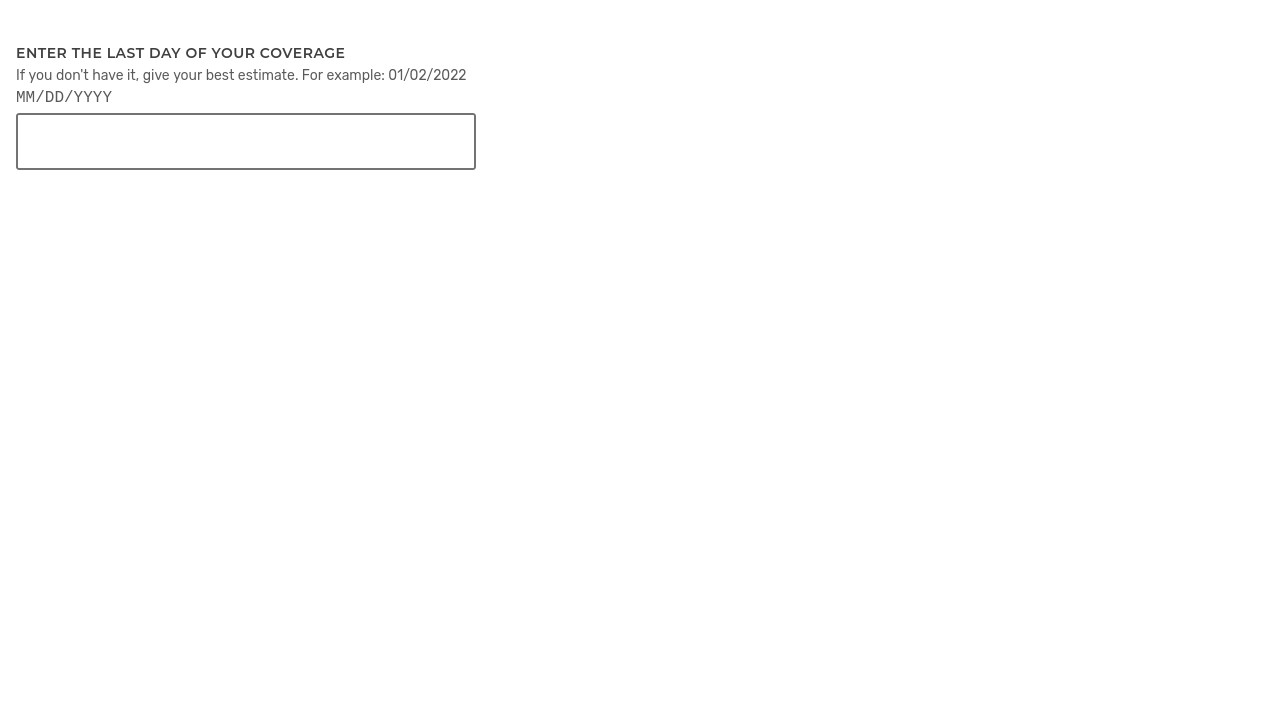 ENTER THE LAST DAY OF YOUR COVERAGE
If you don't have it, give your best estimate. For example: 01/02/2022
MM/DD/YYYY